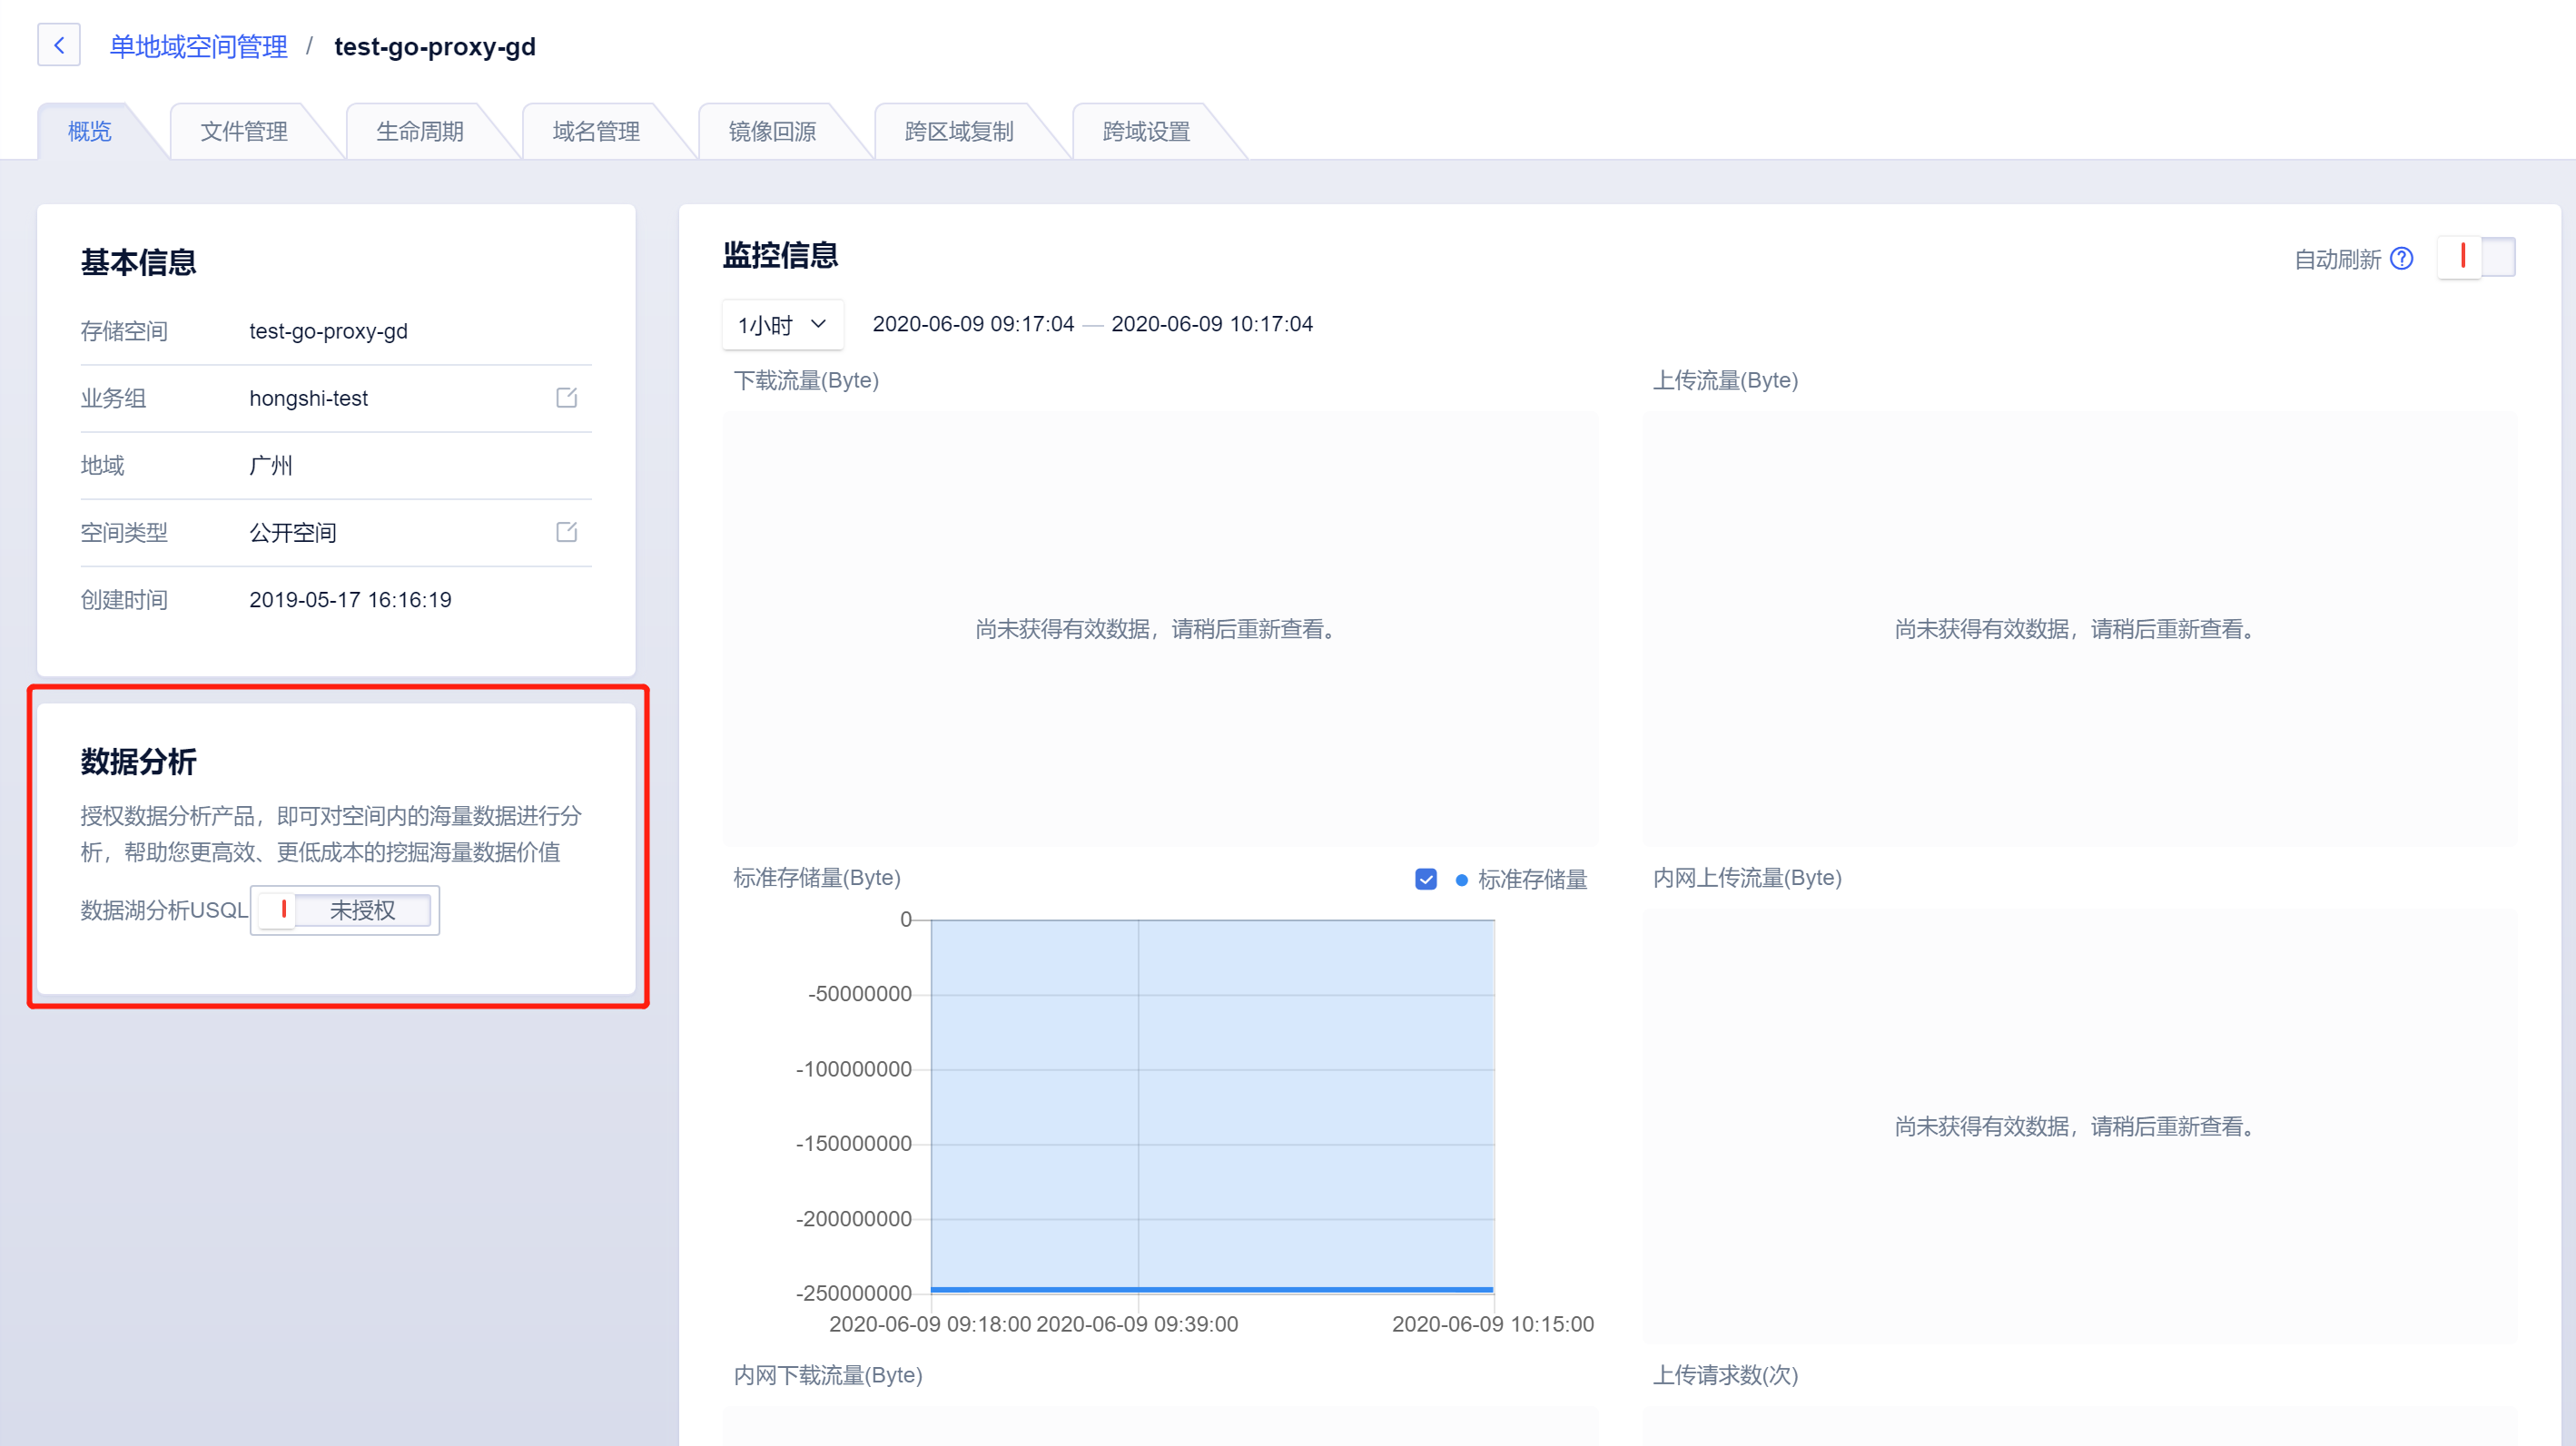 单地域空间管理 / test-go-proxy-gd
概览
文件管理
生命周期
域名管理
镜像回源
跨区域复制
跨域设置
基本信息
存储空间 test-go-proxy-gd
业务组 hongshi-test
地域 广州
空间类型 公开空间
创建时间 2019-05-17 16:16:19
数据分析
授权数据分析产品，即可对空间内的海量数据进行分
析，帮助您更高效、更低成本的挖掘海量数据价值
数据湖分析USQL 未授权
监控信息
自动刷新
1小时 2020-06-09 09:17:04 — 2020-06-09 10:17:04
下载流量(Byte)
尚未获得有效数据，请稍后重新查看。
上传流量(Byte)
尚未获得有效数据，请稍后重新查看。
标准存储量(Byte)
标准存储量
0
-50000000
-100000000
-150000000
-200000000
-250000000
2020-06-09 09:18:00 2020-06-09 09:39:00 2020-06-09 10:15:00
内网上传流量(Byte)
尚未获得有效数据，请稍后重新查看。
内网下载流量(Byte)
上传请求数(次)